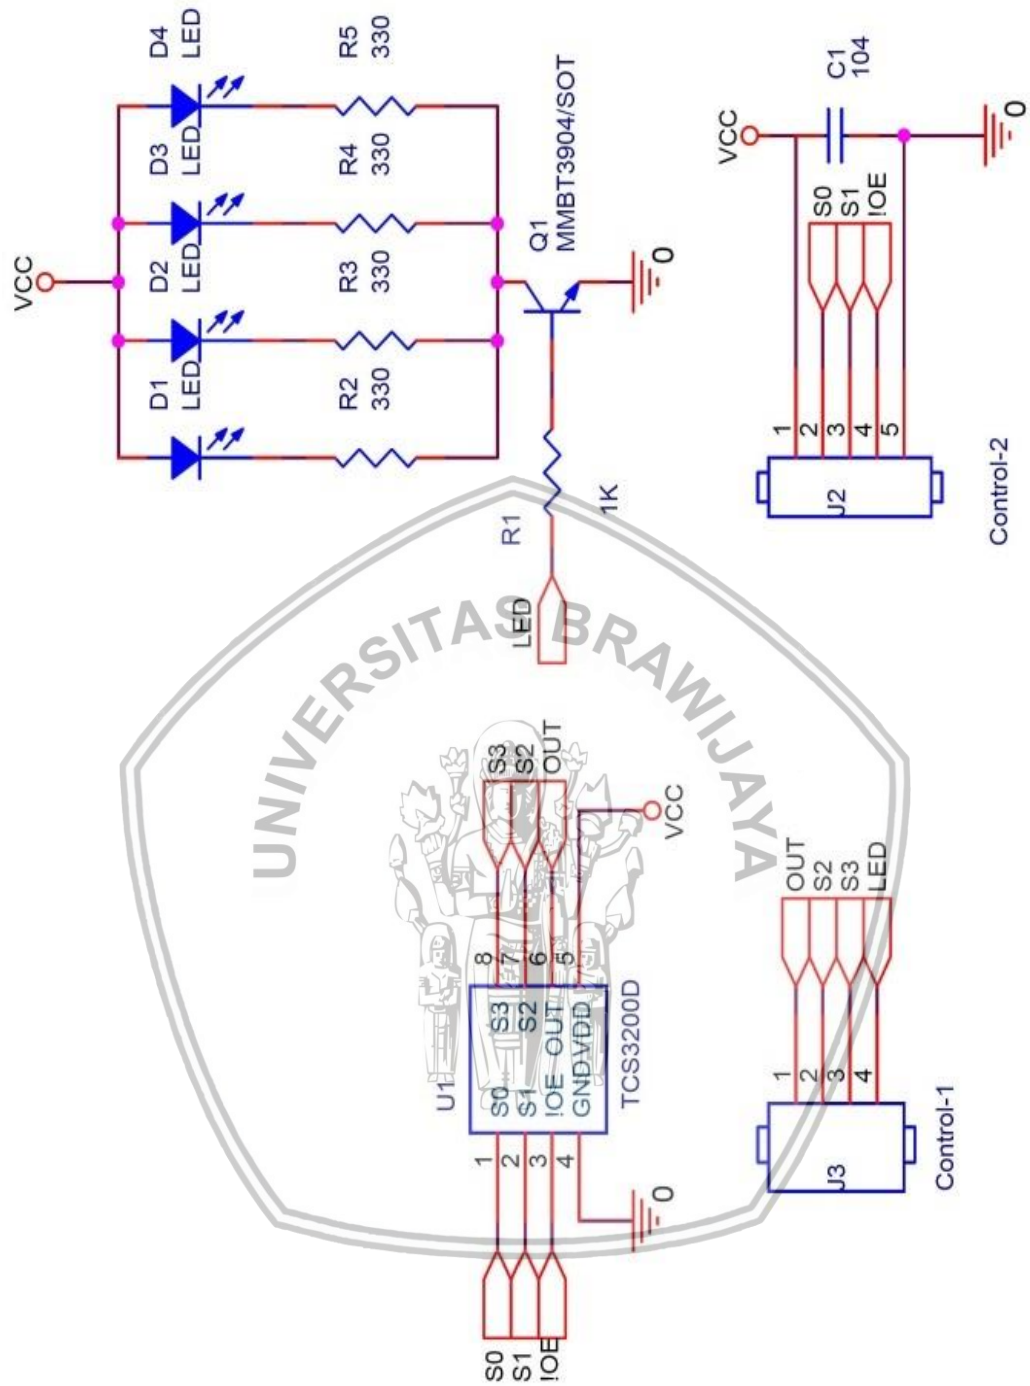 VCC
D1
LED
D2
LED
D3
LED
D4
LED
R2
330
R3
330
R4
330
R5
330
Q1
MMBT3904/SOT
0
R1
1K
LED
VCC
C1
104
0
S0
S1
!OE
1
2
3
4
5
J2
Control-2
UNIVERSITAS BRAWIJAYA
U1
S0
S1
!OE
1
2
3
4
S0
S1
!OE
GND
S3
S2
OUT
VDD
8
7
6
5
S3
S2
OUT
VCC
0
TCS3200D
OUT
S2
S3
LED
1
2
3
4
J3
Control-1